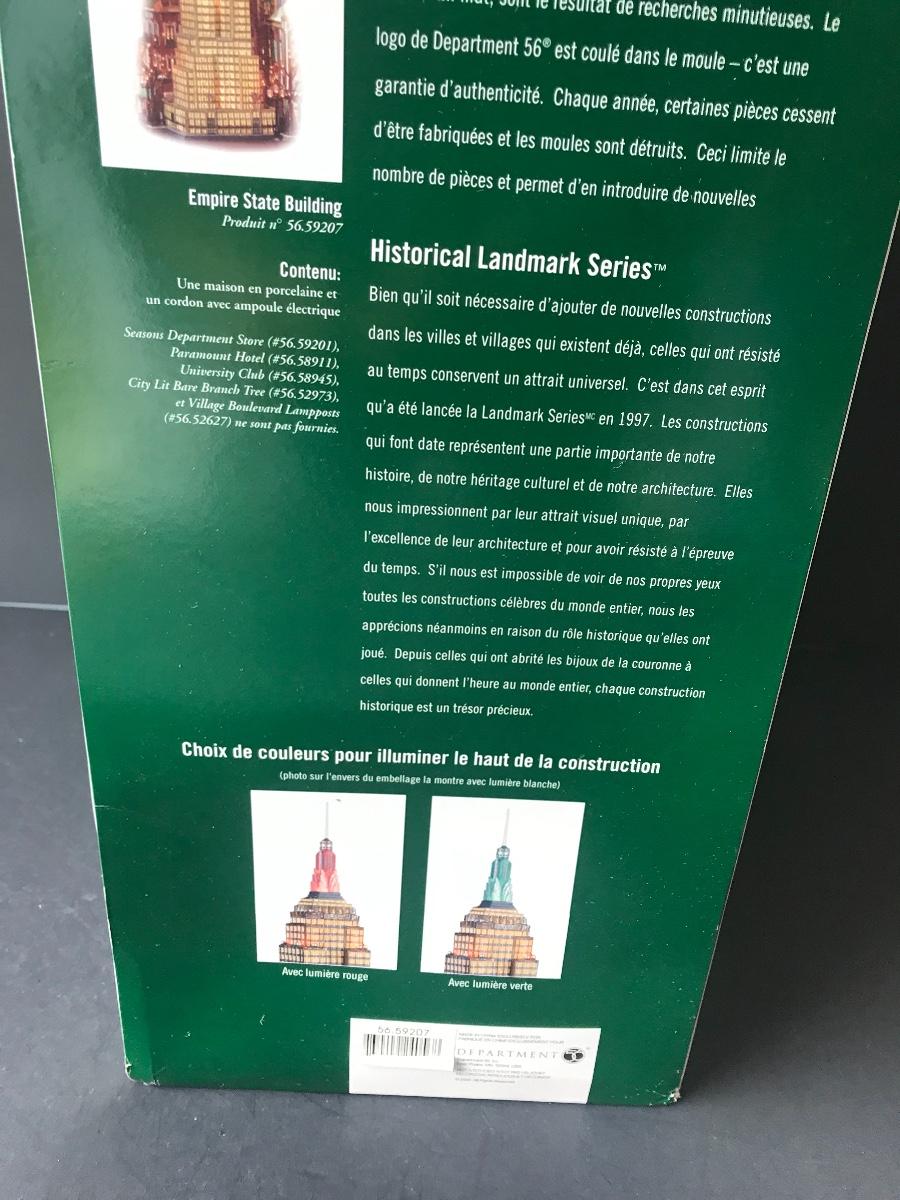 sont le résultat de recherches minutieuses. Le
logo de Department 56® est coulé dans le moule – c'est une
garantie d'authenticité. Chaque année, certaines pièces cessent
d'être fabriquées et les moules sont détruits. Ceci limite le
nombre de pièces et permet d'en introduire de nouvelles
Empire State Building
Produit n° 56.59207
Contenu:
Une maison en porcelaine et
un cordon avec ampoule électrique
Seasons Department Store (#56.59201),
Paramount Hotel (#56.58911),
University Club (#56.58945),
City Lit Bare Branch Tree (#56.52973),
et Village Boulevard Lampposts
(#56.52627) ne sont pas fournies.
Historical Landmark Series™
Bien qu'il soit nécessaire d'ajouter de nouvelles constructions
dans les villes et villages qui existent déjà, celles qui ont résisté
au temps conservent un attrait universel. C'est dans cet esprit
qu'a été lancée la Landmark Seriesᴹᶜ en 1997. Les constructions
qui font date représentent une partie importante de notre
histoire, de notre héritage culturel et de notre architecture. Elles
nous impressionnent par leur attrait visuel unique, par
l'excellence de leur architecture et pour avoir résisté à l'épreuve
du temps. S'il nous est impossible de voir de nos propres yeux
toutes les constructions célèbres du monde entier, nous les
apprécions néanmoins en raison du rôle historique qu'elles ont
joué. Depuis celles qui ont abrité les bijoux de la couronne à
celles qui donnent l'heure au monde entier, chaque construction
historique est un trésor précieux.
Choix de couleurs pour illuminer le haut de la construction
(photo sur l'envers du embellage la montre avec lumière blanche)
Avec lumière rouge
Avec lumière verte
56.59207
DEPARTMENT 56®